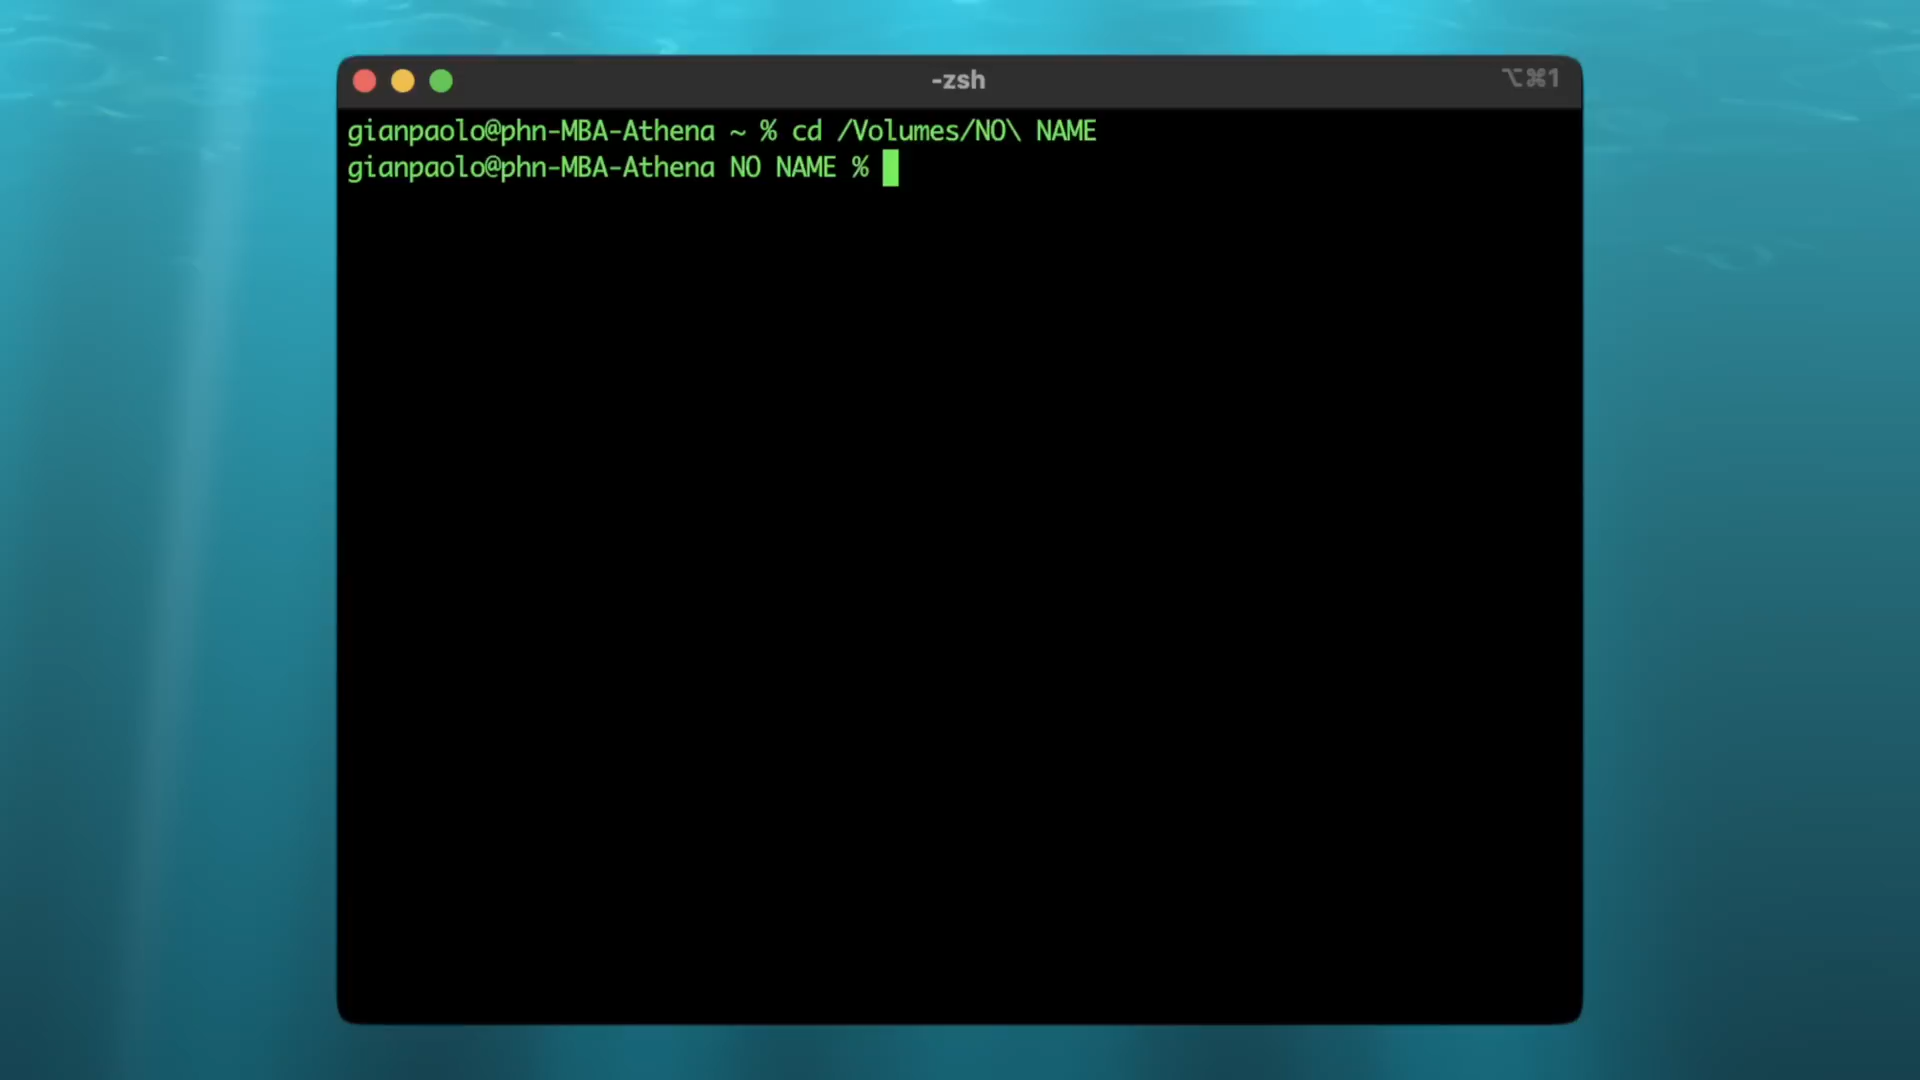 -zsh
⌥⌘1
gianpaolo@phn-MBA-Athena ~ % cd /Volumes/NO\ NAME
gianpaolo@phn-MBA-Athena NO NAME %